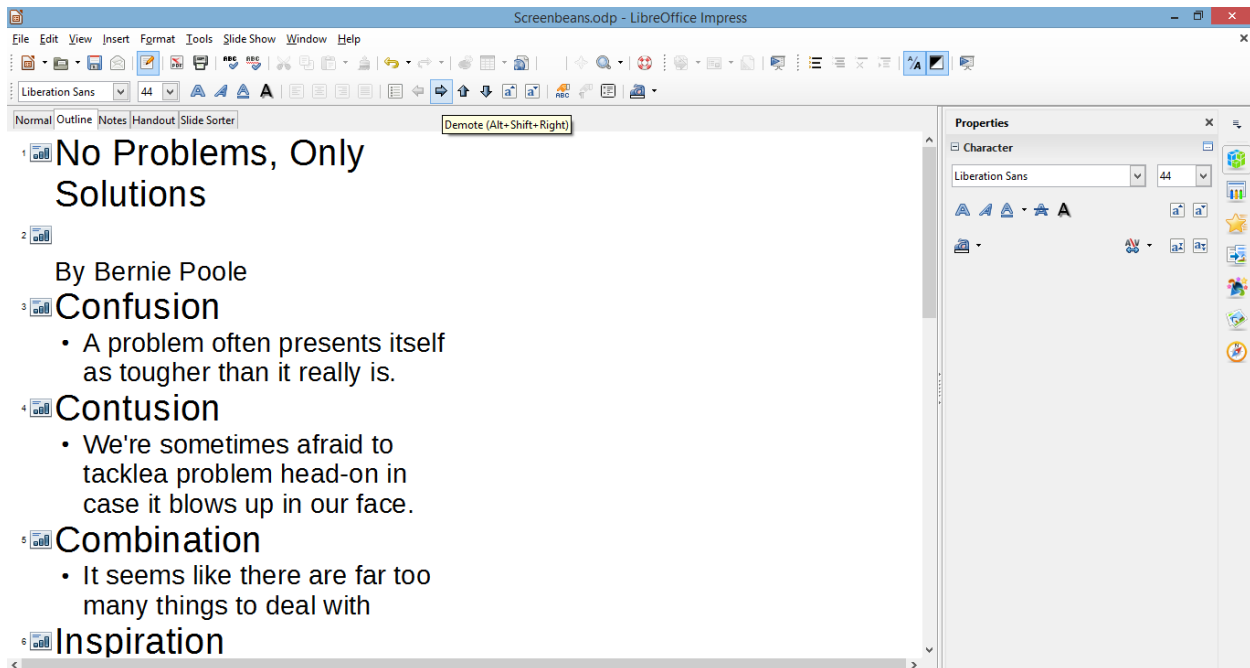 Screenbeans.odp - LibreOffice Impress
File Edit View Insert Format Tools Slide Show Window Help
Liberation Sans 44
Normal Outline Notes Handout Slide Sorter
Demote (Alt+Shift+Right)
1 No Problems, Only
Solutions
2
By Bernie Poole
3 Confusion
• A problem often presents itself
as tougher than it really is.
4 Contusion
• We're sometimes afraid to
tacklea problem head-on in
case it blows up in our face.
5 Combination
• It seems like there are far too
many things to deal with
6 Inspiration
Properties
Character
Liberation Sans 44